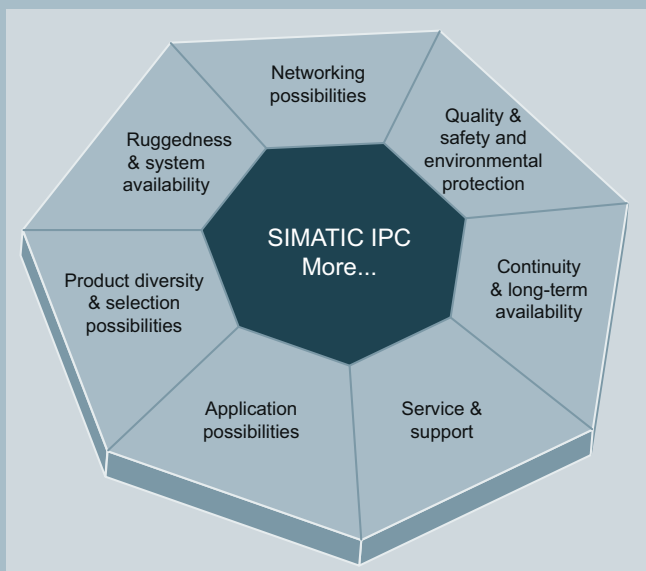 Networking
possibilities
Quality &
safety and
environmental
protection
Ruggedness
& system
availability
SIMATIC IPC
More...
Continuity
& long-term
availability
Product diversity
& selection
possibilities
Application
possibilities
Service &
support